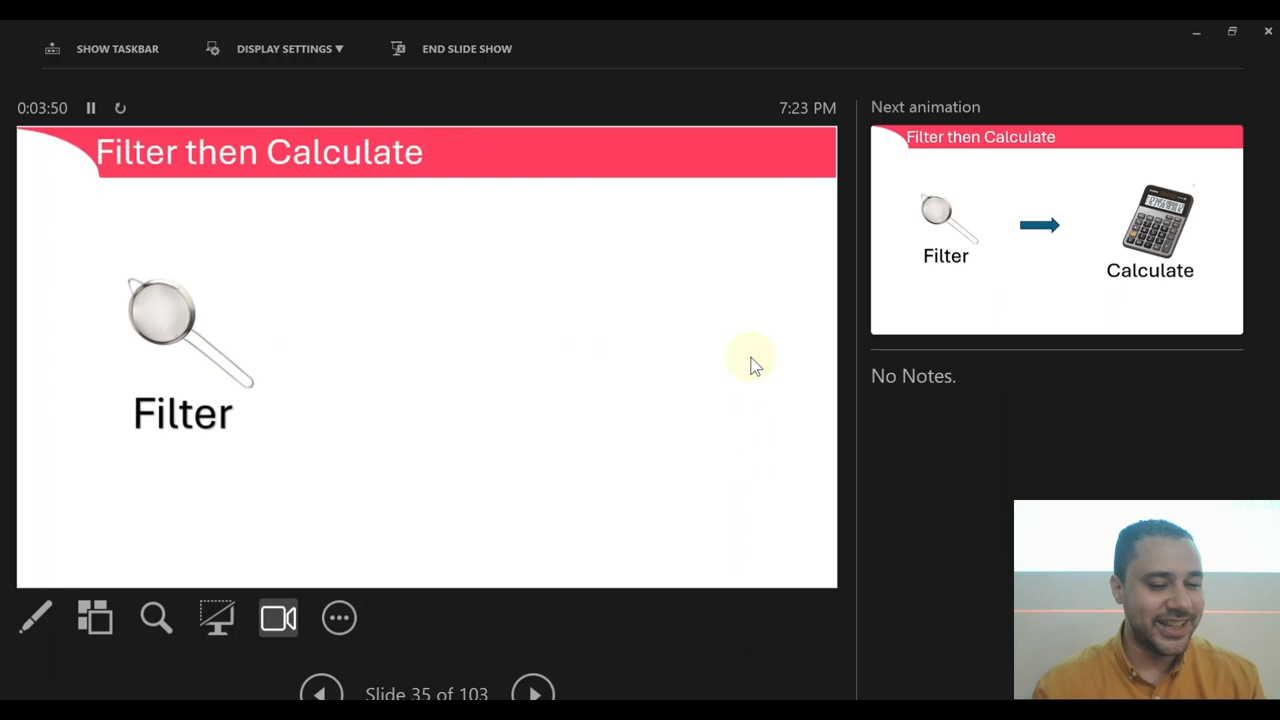 SHOW TASKBAR
DISPLAY SETTINGS ▼
END SLIDE SHOW
0:03:50
7:23 PM
Filter then Calculate
Filter
Next animation
Filter then Calculate
Filter
Calculate
No Notes.
Slide 35 of 103